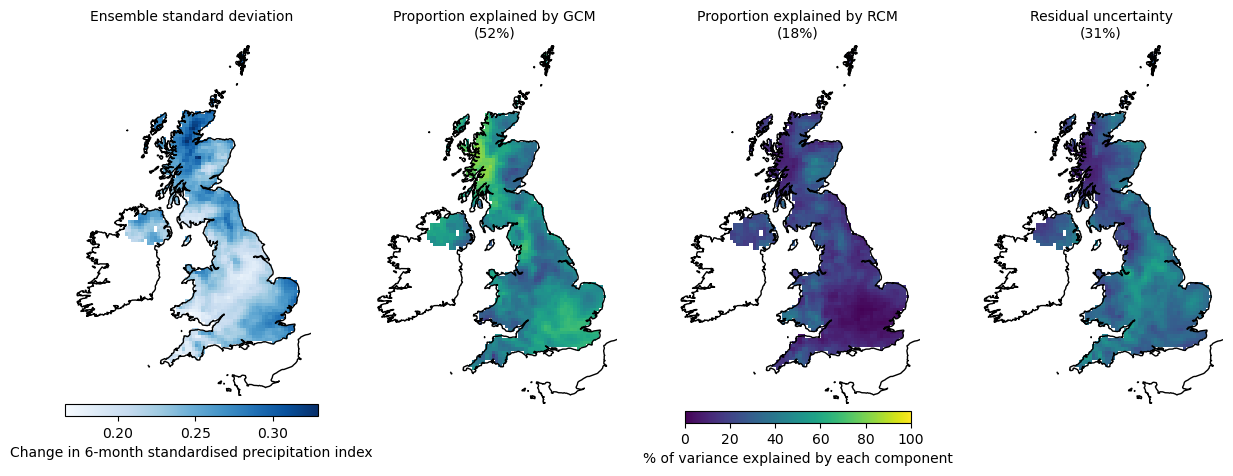 Ensemble standard deviation
Proportion explained by GCM
(52%)
Proportion explained by RCM
(18%)
Residual uncertainty
(31%)
0.20 0.25 0.30
Change in 6-month standardised precipitation index
0 20 40 60 80 100
% of variance explained by each component